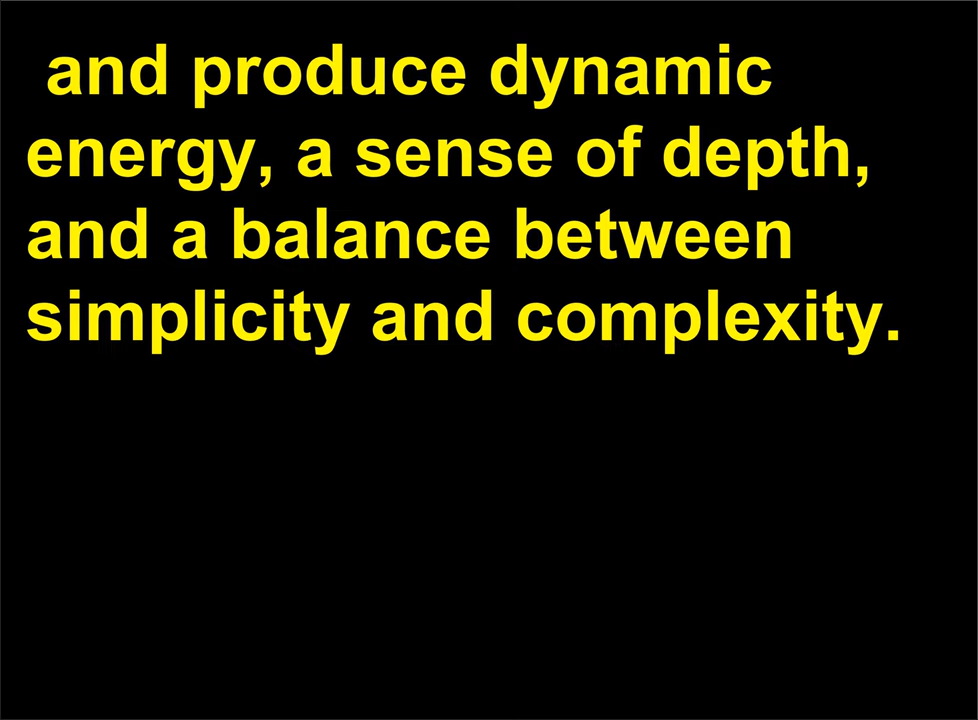 and produce dynamic
energy, a sense of depth,
and a balance between
simplicity and complexity.